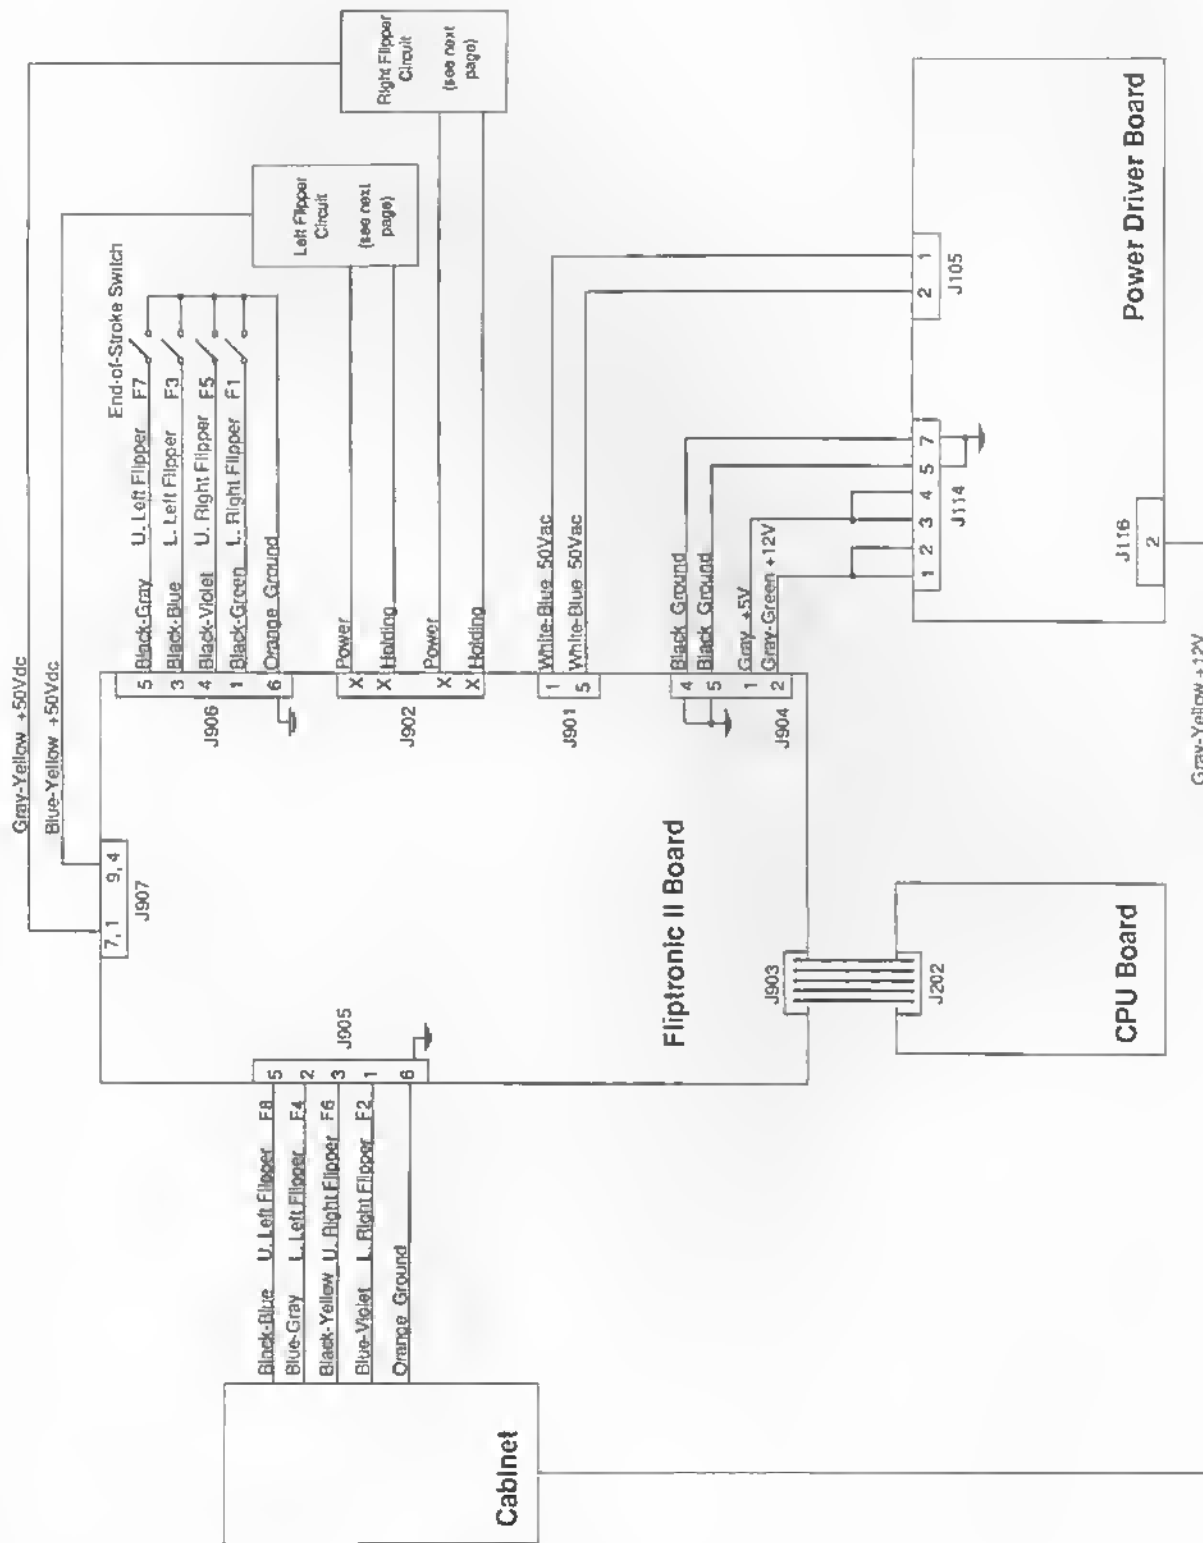 Gray-Yellow +50Vdc
Blue-Yellow +50Vdc
7, 1 9, 4
J907
Right Flipper
Circuit
(see next
page)
Left Flipper
Circuit
(see next
page)
End-of-Stroke Switch
5 Black-Gray U. Left Flipper F7
3 Black-Blue L. Left Flipper F3
4 Black-Violet U. Right Flipper F5
1 Black-Green L. Right Flipper F1
6 Orange Ground
J906
X Power
X Holding
X Power
X Holding
J902
1 White-Blue 50Vac
5 White-Blue 50Vac
J901
4 Black Ground
5 Black Ground
1 Gray +5V
2 Gray-Green +12V
J904
Black-Blue U. Left Flipper F8 5
Blue-Gray L. Left Flipper F4 2
Black-Yellow U. Right Flipper F6 3
Blue-Violet L. Right Flipper F2 1
Orange Ground 6
J905
Cabinet
Fliptronic II Board
J903
J202
CPU Board
1 2 3 4 5 7
J114
2 1
J105
J116
2
Power Driver Board
Gray-Yellow +12V